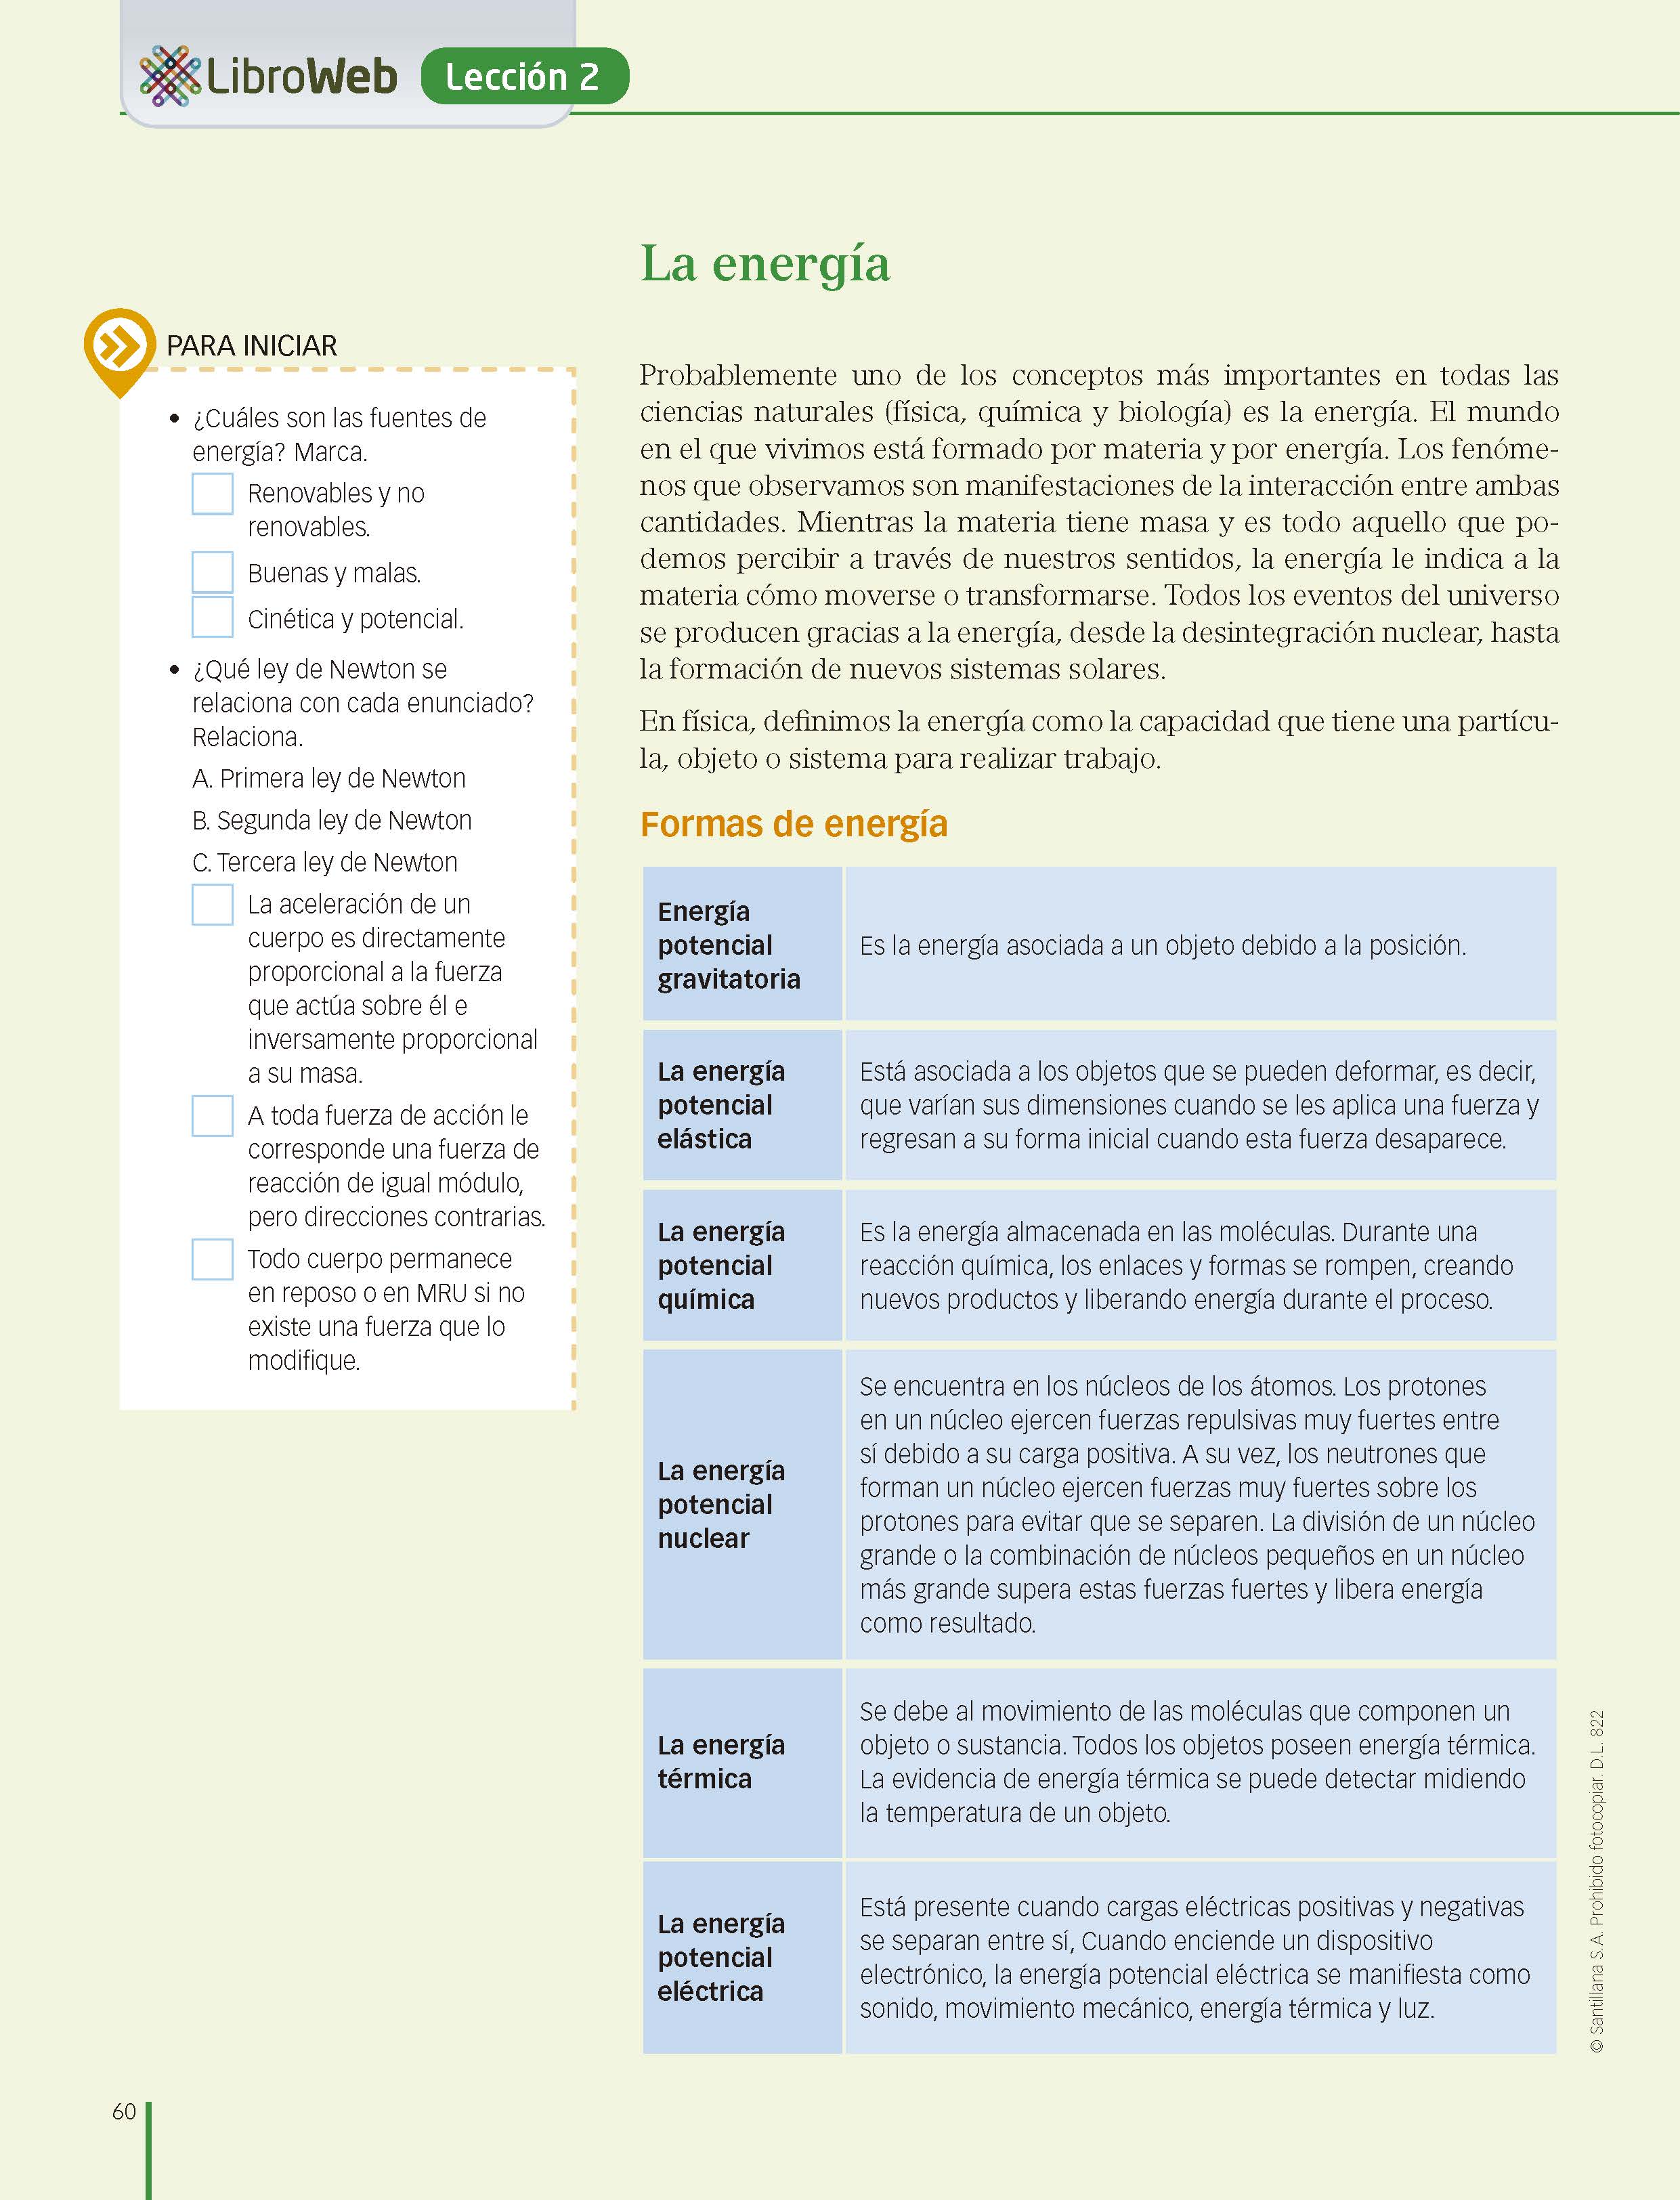 LibroWeb
Lección 2
La energía
PARA INICIAR
• ¿Cuáles son las fuentes de
energía? Marca.
Renovables y no
renovables.
Buenas y malas.
Cinética y potencial.
• ¿Qué ley de Newton se
relaciona con cada enunciado?
Relaciona.
A. Primera ley de Newton
B. Segunda ley de Newton
C. Tercera ley de Newton
La aceleración de un
cuerpo es directamente
proporcional a la fuerza
que actúa sobre él e
inversamente proporcional
a su masa.
A toda fuerza de acción le
corresponde una fuerza de
reacción de igual módulo,
pero direcciones contrarias.
Todo cuerpo permanece
en reposo o en MRU si no
existe una fuerza que lo
modifique.
Probablemente uno de los conceptos más importantes en todas las
ciencias naturales (física, química y biología) es la energía. El mundo
en el que vivimos está formado por materia y por energía. Los fenóme-
nos que observamos son manifestaciones de la interacción entre ambas
cantidades. Mientras la materia tiene masa y es todo aquello que po-
demos percibir a través de nuestros sentidos, la energía le indica a la
materia cómo moverse o transformarse. Todos los eventos del universo
se producen gracias a la energía, desde la desintegración nuclear, hasta
la formación de nuevos sistemas solares.
En física, definimos la energía como la capacidad que tiene una partícu-
la, objeto o sistema para realizar trabajo.
Formas de energía
Energía
potencial
gravitatoria
Es la energía asociada a un objeto debido a la posición.
La energía
potencial
elástica
Está asociada a los objetos que se pueden deformar, es decir,
que varían sus dimensiones cuando se les aplica una fuerza y
regresan a su forma inicial cuando esta fuerza desaparece.
La energía
potencial
química
Es la energía almacenada en las moléculas. Durante una
reacción química, los enlaces y formas se rompen, creando
nuevos productos y liberando energía durante el proceso.
La energía
potencial
nuclear
Se encuentra en los núcleos de los átomos. Los protones
en un núcleo ejercen fuerzas repulsivas muy fuertes entre
sí debido a su carga positiva. A su vez, los neutrones que
forman un núcleo ejercen fuerzas muy fuertes sobre los
protones para evitar que se separen. La división de un núcleo
grande o la combinación de núcleos pequeños en un núcleo
más grande supera estas fuerzas fuertes y libera energía
como resultado.
La energía
térmica
Se debe al movimiento de las moléculas que componen un
objeto o sustancia. Todos los objetos poseen energía térmica.
La evidencia de energía térmica se puede detectar midiendo
la temperatura de un objeto.
La energía
potencial
eléctrica
Está presente cuando cargas eléctricas positivas y negativas
se separan entre sí, Cuando enciende un dispositivo
electrónico, la energía potencial eléctrica se manifiesta como
sonido, movimiento mecánico, energía térmica y luz.
© Santillana S.A. Prohibido fotocopiar. D.L. 822
60